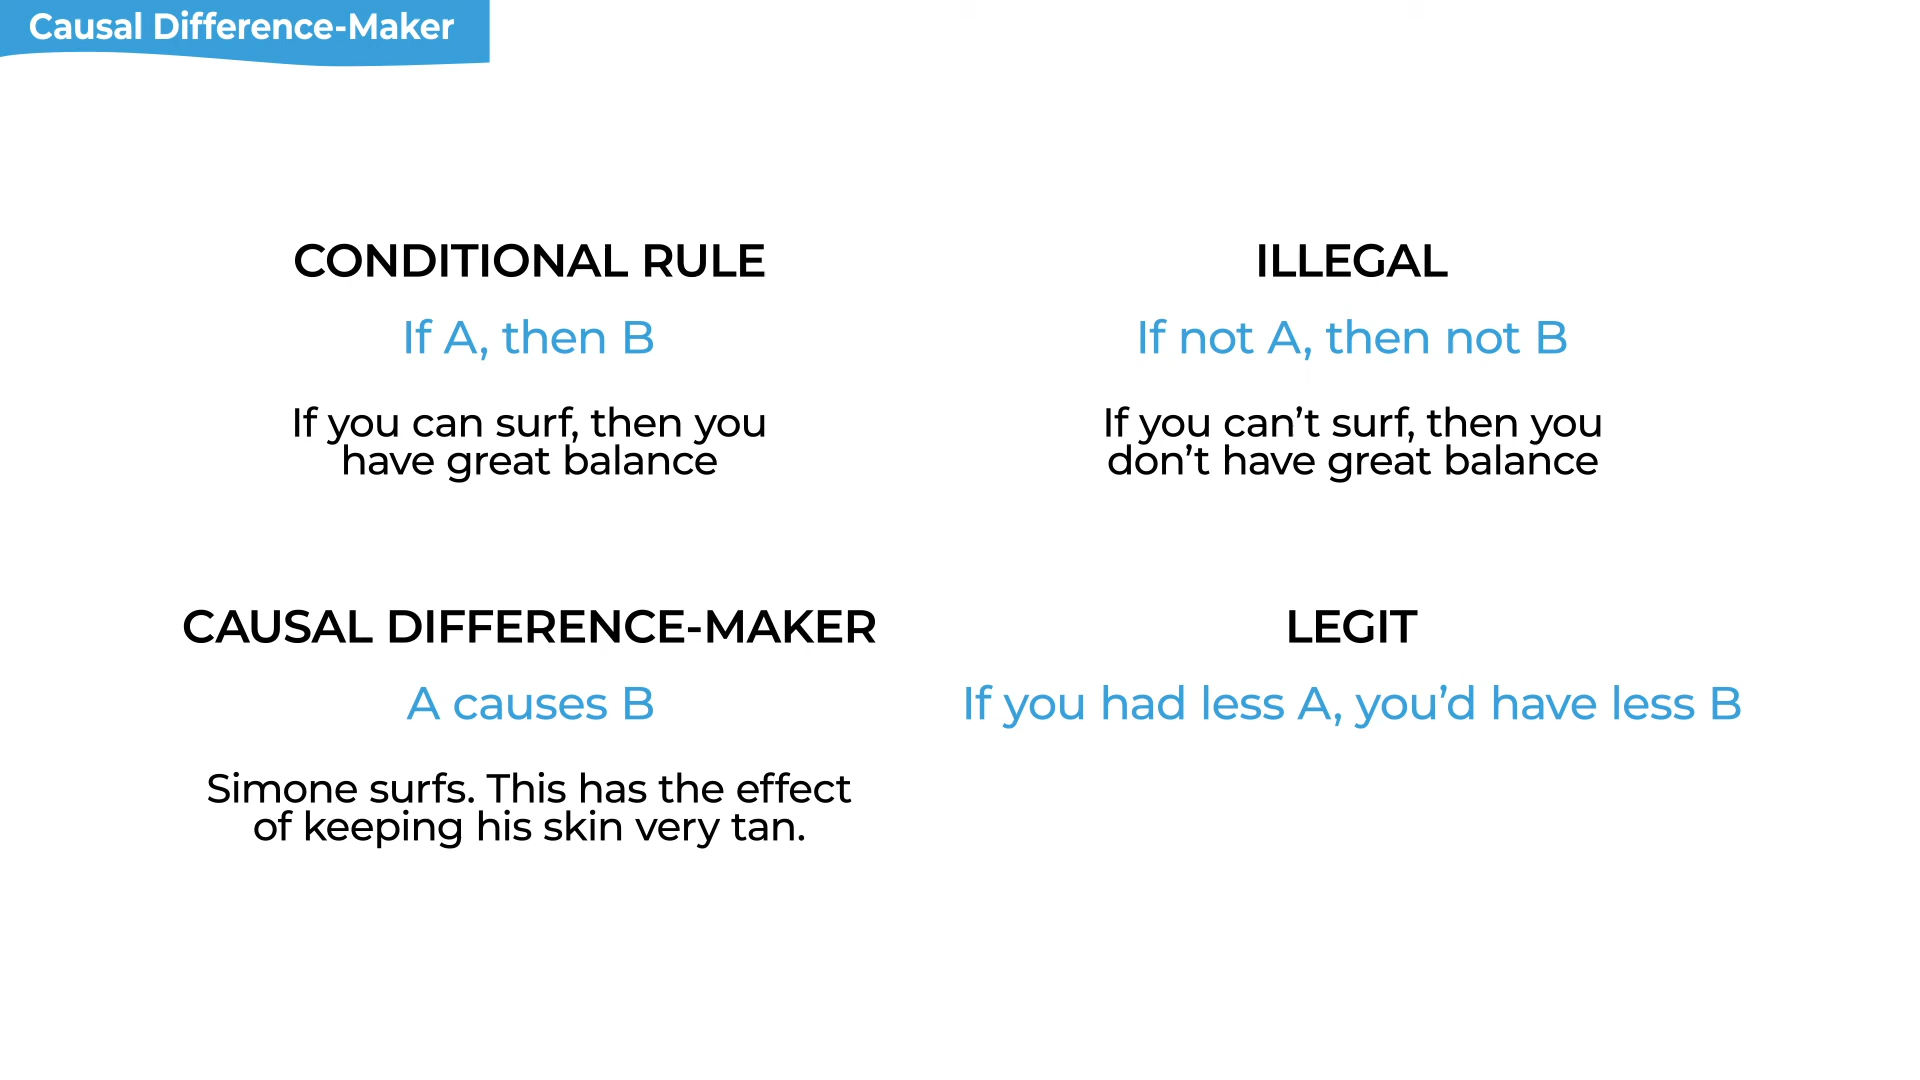 Causal Difference-Maker
CONDITIONAL RULE
If A, then B
If you can surf, then you
have great balance
ILLEGAL
If not A, then not B
If you can’t surf, then you
don’t have great balance
CAUSAL DIFFERENCE-MAKER
A causes B
Simone surfs. This has the effect
of keeping his skin very tan.
LEGIT
If you had less A, you’d have less B